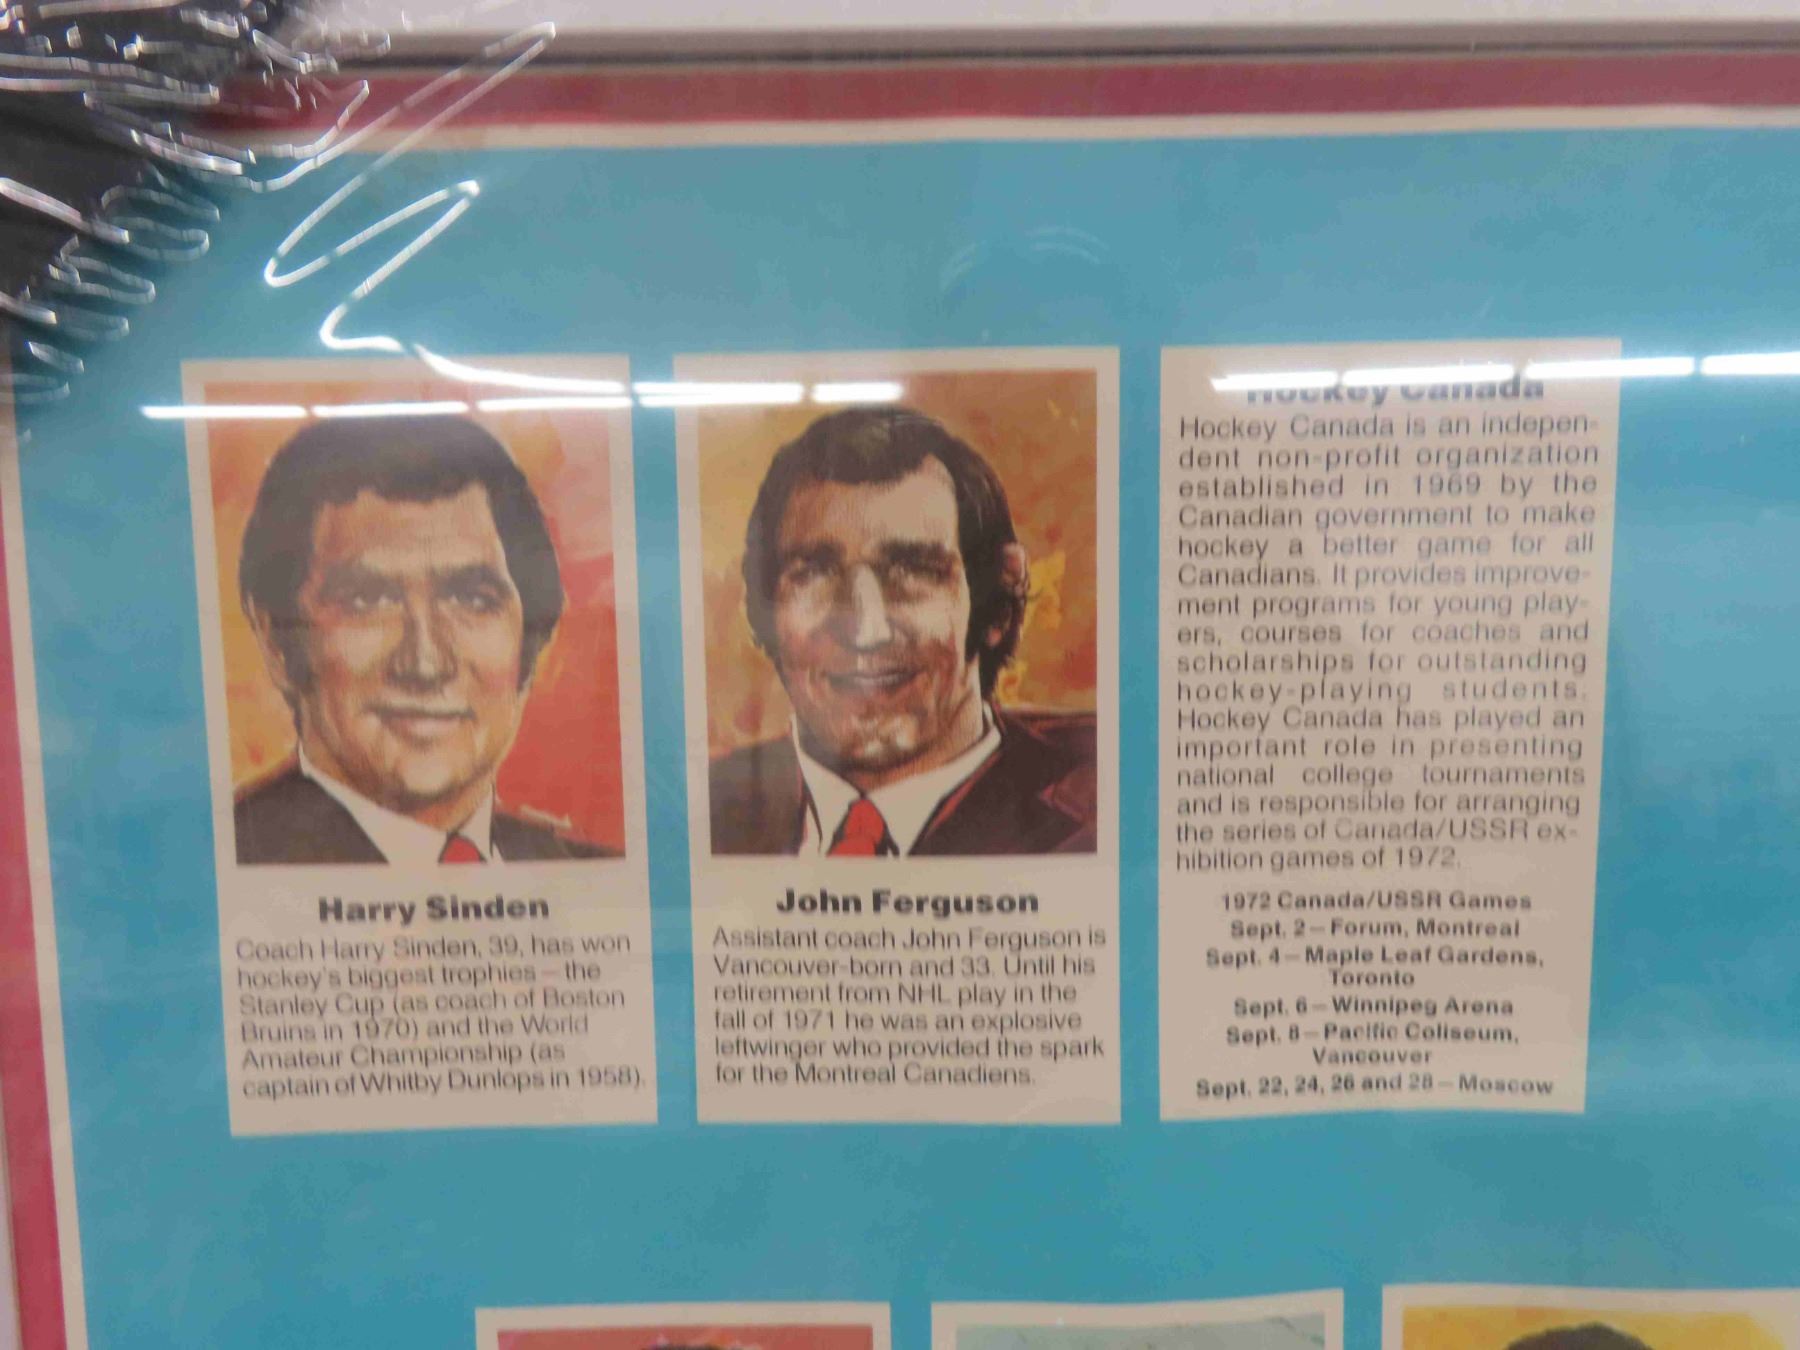 Harry Sinden
Coach Harry Sinden, 39, has won
hockey's biggest trophies – the
Stanley Cup (as coach of Boston
Bruins in 1970) and the World
Amateur Championship (as
captain of Whitby Dunlops in 1958).
John Ferguson
Assistant coach John Ferguson is
Vancouver-born and 33. Until his
retirement from NHL play in the
fall of 1971 he was an explosive
leftwinger who provided the spark
for the Montreal Canadiens.
Hockey Canada
Hockey Canada is an indepen-
dent non-profit organization
established in 1969 by the
Canadian government to make
hockey a better game for all
Canadians. It provides improve-
ment programs for young play-
ers, courses for coaches and
scholarships for outstanding
hockey-playing students.
Hockey Canada has played an
important role in presenting
national college tournaments
and is responsible for arranging
the series of Canada/USSR ex-
hibition games of 1972.
1972 Canada/USSR Games
Sept. 2 – Forum, Montreal
Sept. 4 – Maple Leaf Gardens,
Toronto
Sept. 6 – Winnipeg Arena
Sept. 8 – Pacific Coliseum,
Vancouver
Sept. 22, 24, 26 and 28 – Moscow